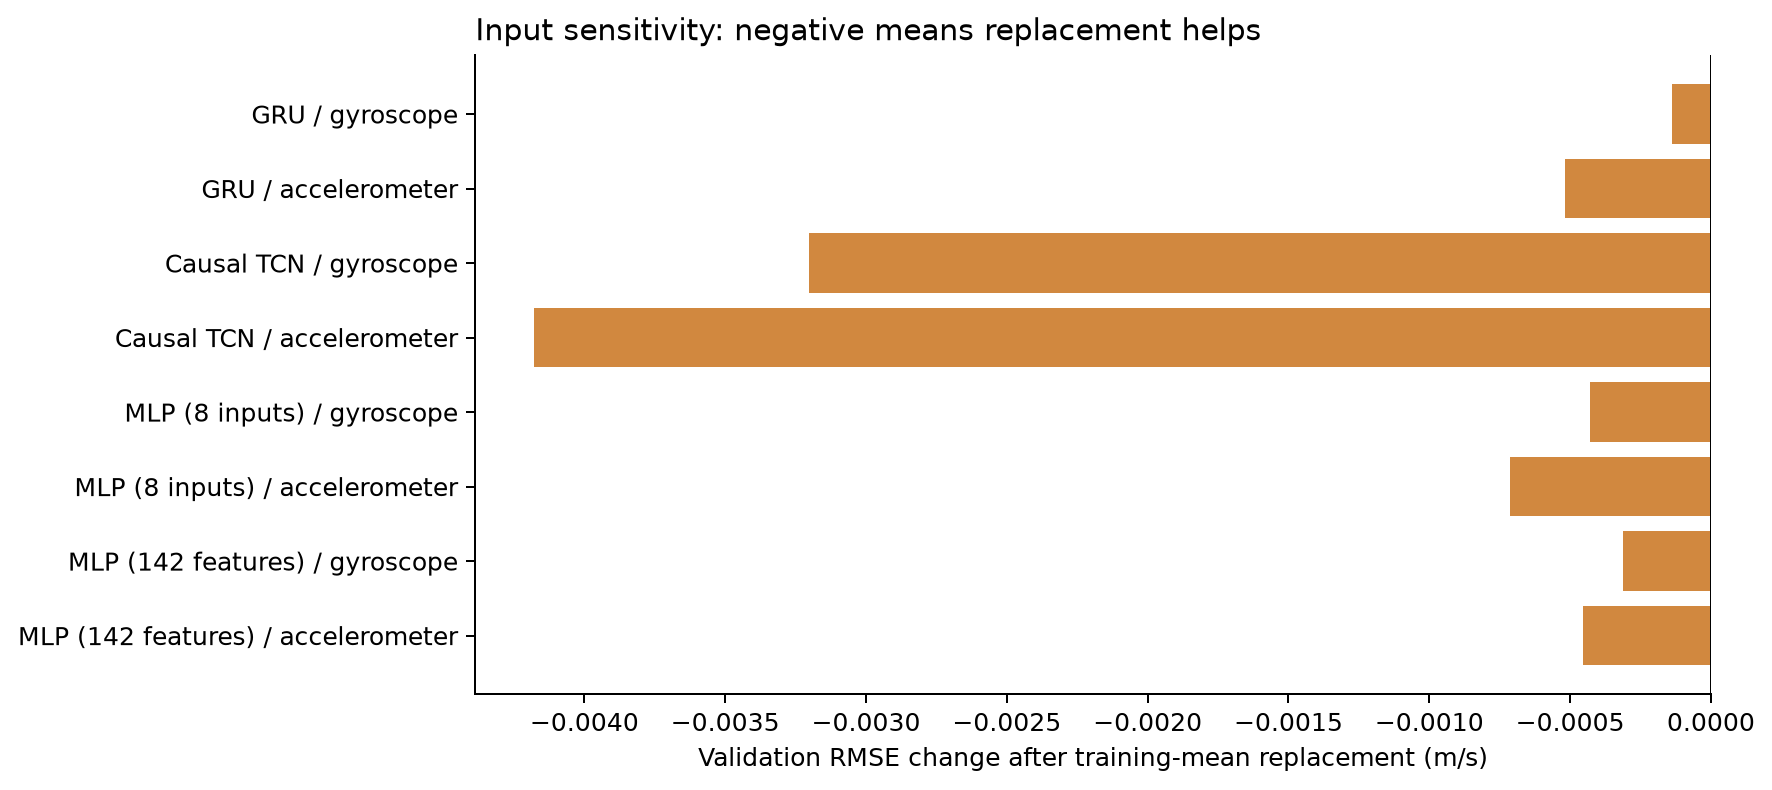 Input sensitivity: negative means replacement helps
GRU / gyroscope
GRU / accelerometer
Causal TCN / gyroscope
Causal TCN / accelerometer
MLP (8 inputs) / gyroscope
MLP (8 inputs) / accelerometer
MLP (142 features) / gyroscope
MLP (142 features) / accelerometer
−0.0040 −0.0035 −0.0030 −0.0025 −0.0020 −0.0015 −0.0010 −0.0005 0.0000
Validation RMSE change after training-mean replacement (m/s)